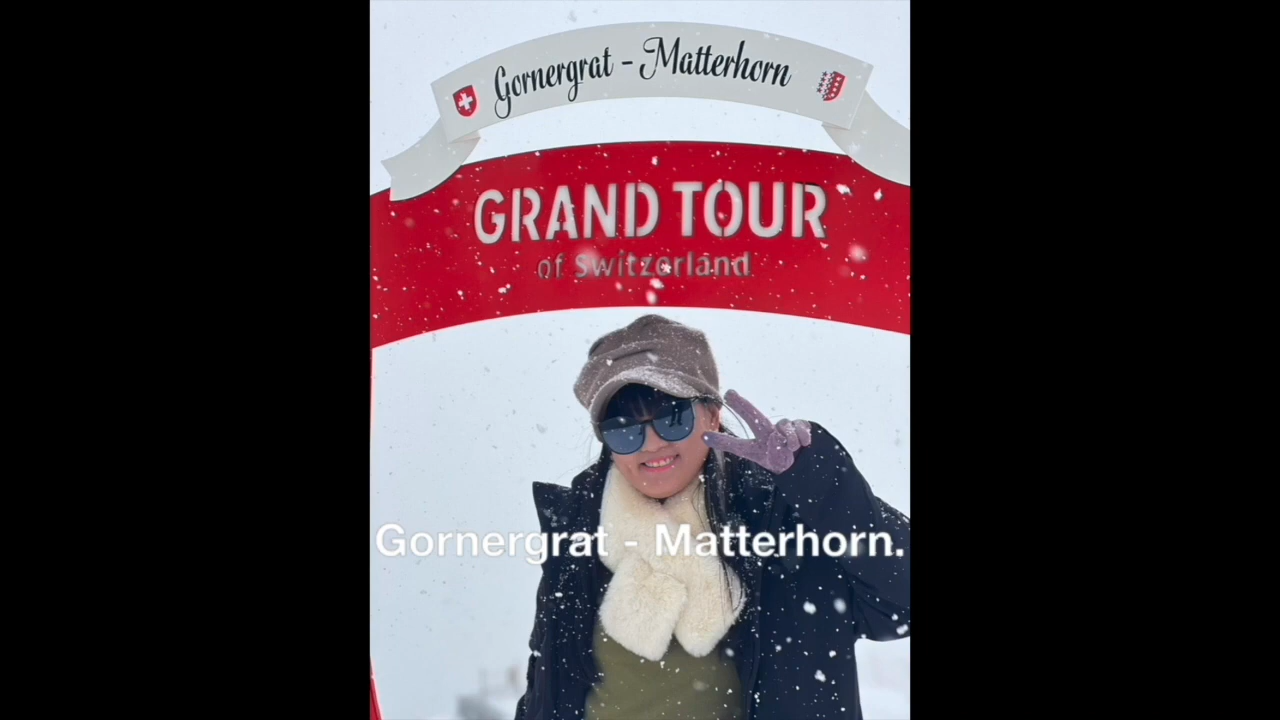 Gornergrat - Matterhorn
GRAND TOUR
of Switzerland
Gornergrat - Matterhorn.